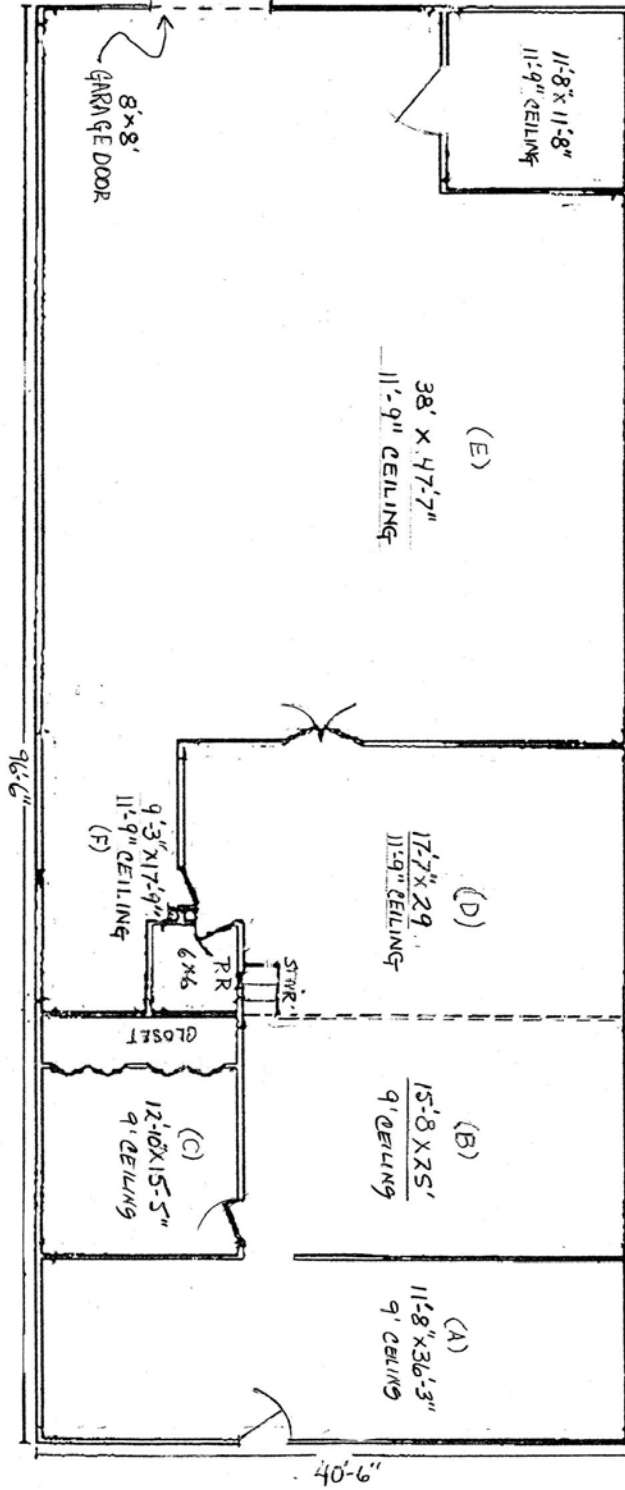 8'x8'
GARAGE DOOR
11'-8" x 11'-8"
11'-9" CEILING
(E)
38' x 47'-7"
11'-9" CEILING
(D)
17'-7" x 29
11'-9" CEILING
9'-3" x 17'-9"
11'-9" CEILING
(F)
RR
6x6
STAIR
CLOSET
(C)
12'-10" x 15'-5"
9' CEILING
(B)
15'-8 x 25'
9' CEILING
(A)
11'-8" x 36'-3"
9' CEILING
96'-6"
40'-6"